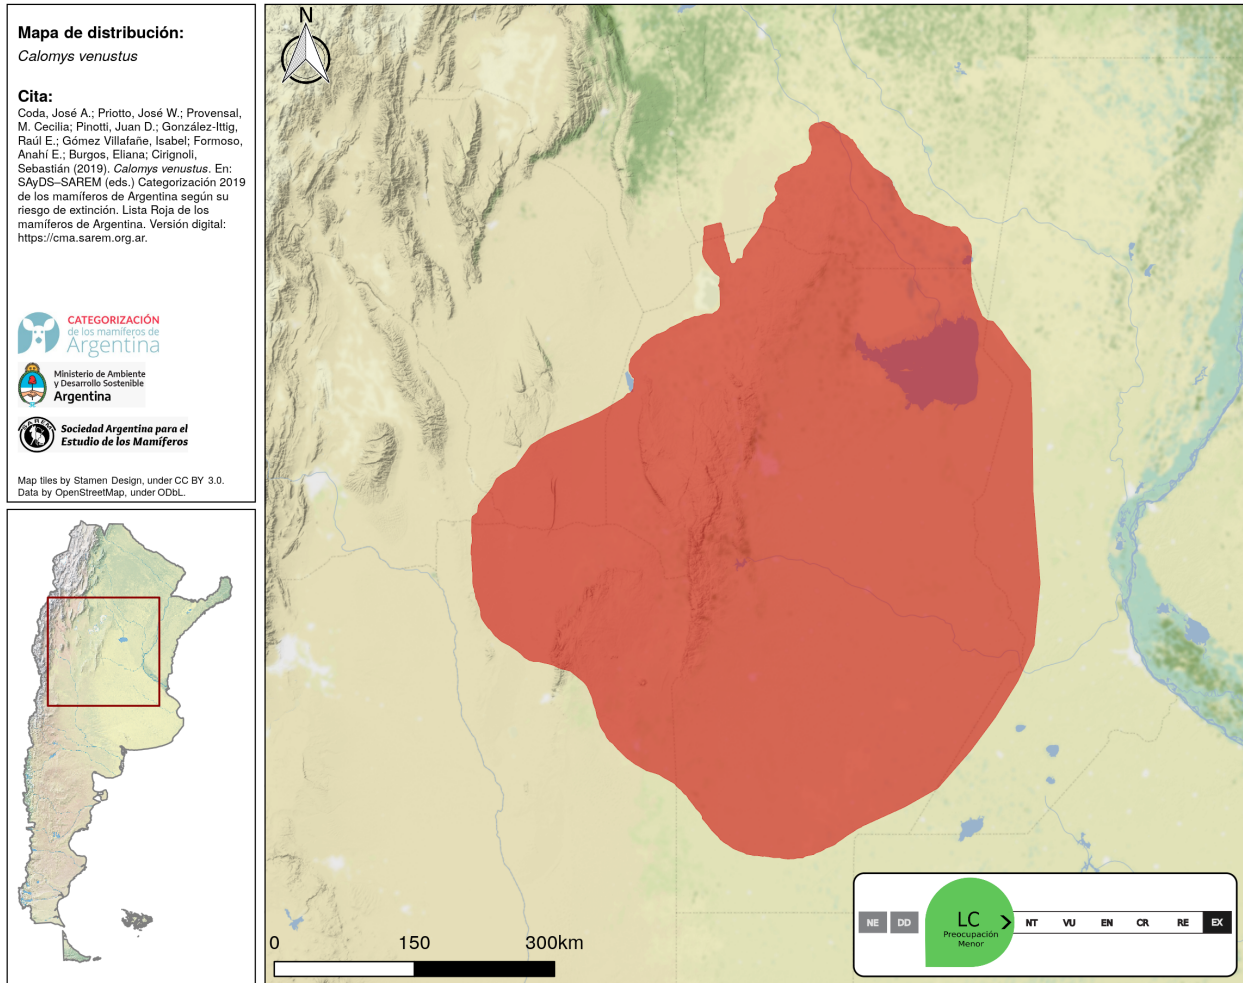 Mapa de distribución:
Calomys venustus
Cita:
Coda, José A.; Priotto, José W.; Provensal,
M. Cecilia; Pinotti, Juan D.; González-Ittig,
Raúl E.; Gómez Villafañe, Isabel; Formoso,
Anahí E.; Burgos, Eliana; Cirignoli,
Sebastián (2019). Calomys venustus. En:
SAyDS–SAREM (eds.) Categorización 2019
de los mamíferos de Argentina según su
riesgo de extinción. Lista Roja de los
mamíferos de Argentina. Versión digital:
https://cma.sarem.org.ar.
CATEGORIZACIÓN
de los mamíferos de
Argentina
Ministerio de Ambiente
y Desarrollo Sostenible
Argentina
SAREM
Sociedad Argentina para el
Estudio de los Mamíferos
Map tiles by Stamen Design, under CC BY 3.0.
Data by OpenStreetMap, under ODbL.
N
0 150 300km
NE DD LC NT VU EN CR RE EX
Preocupación
Menor